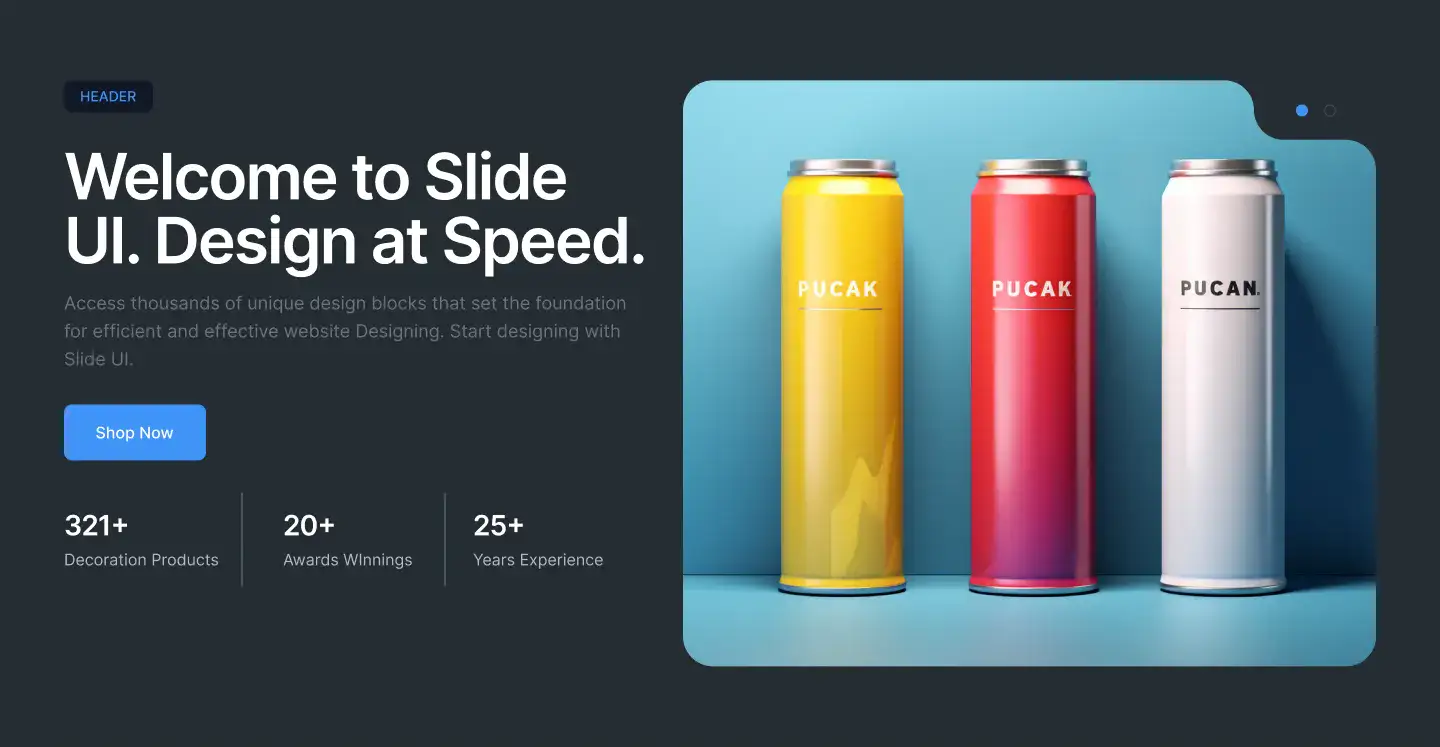 HEADER
Welcome to Slide
UI. Design at Speed.
Access thousands of unique design blocks that set the foundation
for efficient and effective website Designing. Start designing with
Slide UI.
Shop Now
321+
Decoration Products
20+
Awards WInnings
25+
Years Experience
PUCAK
PUCAK
PUCAN.